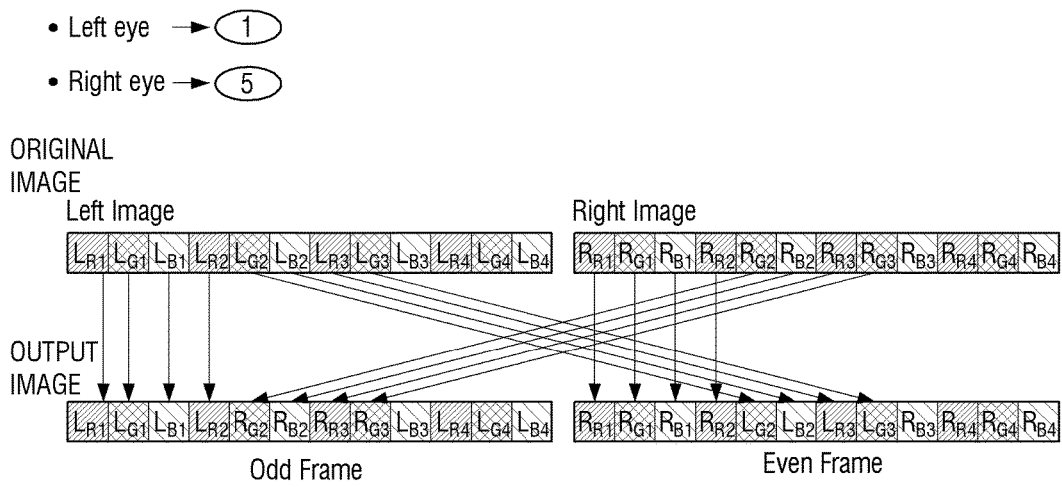 • Left eye → 1
• Right eye → 5
ORIGINAL
IMAGE
Left Image Right Image
LR1 LG1 LB1 LR2 LG2 LB2 LR3 LG3 LB3 LR4 LG4 LB4 RR1 RG1 RB1 RR2 RG2 RB2 RR3 RG3 RB3 RR4 RG4 RB4
OUTPUT
IMAGE
LR1 LG1 LB1 LR2 RG2 RB2 RR3 RG3 LB3 LR4 LG4 LB4 RR1 RG1 RB1 RR2 LG2 LB2 LR3 LG3 RB3 RR4 RG4 RB4
Odd Frame Even Frame